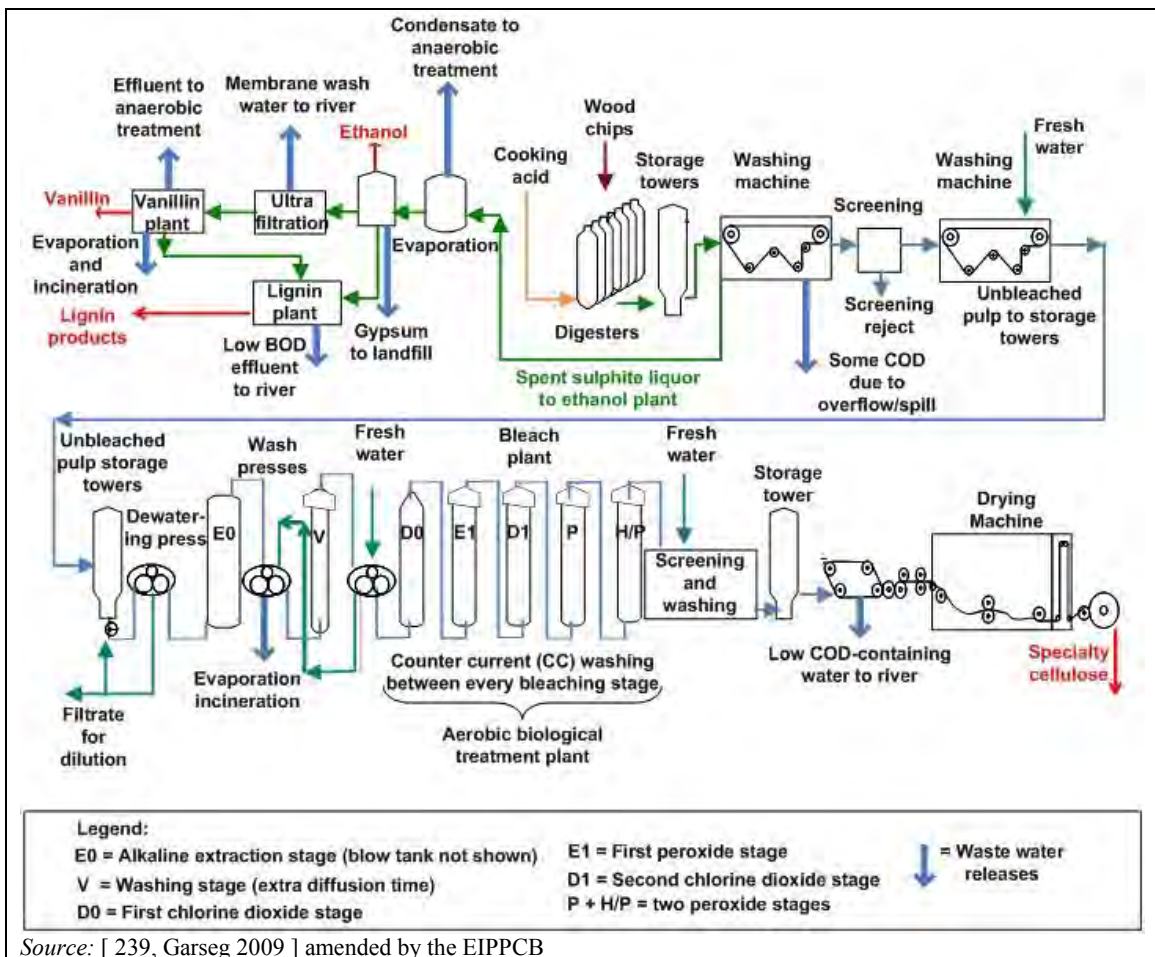 Condensate to
anaerobic
treatment
Effluent to
anaerobic
treatment
Membrane wash
water to river
Ethanol
Wood
chips
Cooking
acid
Storage
towers
Washing
machine
Fresh
water
Washing
machine
Screening
Vanillin
Vanillin
plant
Ultra
filtration
Evaporation
Evaporation
and
incineration
Lignin
plant
Lignin
products
Gypsum
to landfill
Low BOD
effluent
to river
Digesters
Screening
reject
Unbleached
pulp to storage
towers
Spent sulphite liquor
to ethanol plant
Some COD
due to
overflow/spill
Unbleached
pulp storage
towers
Wash
presses
Fresh
water
Bleach
plant
Fresh
water
Storage
tower
Drying
Machine
Dewater-
ing press
E0
V
D0
E1
D1
P
H/P
Screening
and
washing
Evaporation
incineration
Counter current (CC) washing
between every bleaching stage
Low COD-containing
water to river
Specialty
cellulose
Filtrate
for
dilution
Aerobic biological
treatment plant
Legend:
E0 = Alkaline extraction stage (blow tank not shown)
V = Washing stage (extra diffusion time)
D0 = First chlorine dioxide stage
E1 = First peroxide stage
D1 = Second chlorine dioxide stage
P + H/P = two peroxide stages
= Waste water
releases
Source: [ 239, Garseg 2009 ] amended by the EIPPCB